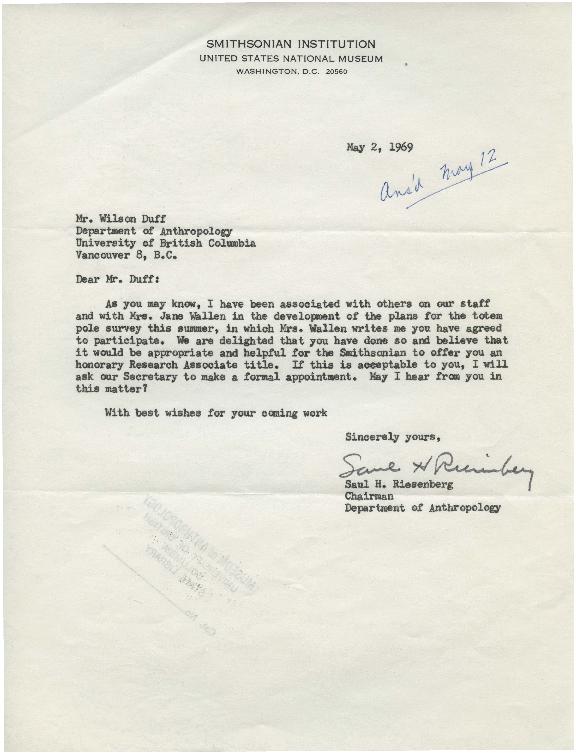 SMITHSONIAN INSTITUTION
UNITED STATES NATIONAL MUSEUM
WASHINGTON, D.C. 20560
May 2, 1969
Ans'd May 12
Mr. Wilson Duff
Department of Anthropology
University of British Columbia
Vancouver 8, B.C.
Dear Mr. Duff:
As you may know, I have been associated with others on our staff
and with Mrs. Jane Wallen in the development of the plans for the totem
pole survey this summer, in which Mrs. Wallen writes me you have agreed
to participate. We are delighted that you have done so and believe that
it would be appropriate and helpful for the Smithsonian to offer you an
honorary Research Associate title. If this is acceptable to you, I will
ask our Secretary to make a formal appointment. May I hear from you in
this matter?
With best wishes for your coming work
Sincerely yours,
Saul H Riesenberg
Saul H. Riesenberg
Chairman
Department of Anthropology
MUSEUM OF ANTHROPOLOGY
LIBRARY
Cat. No.